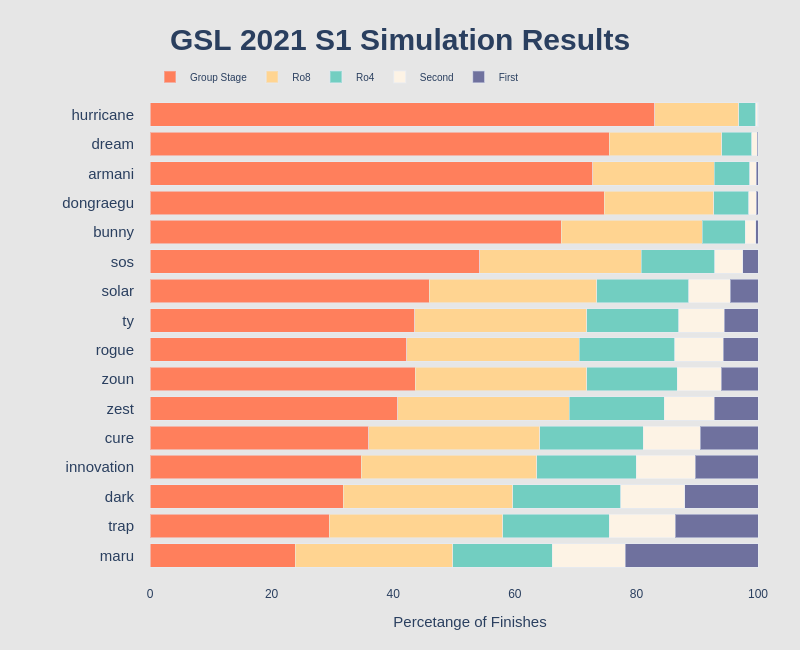 GSL 2021 S1 Simulation Results
Group Stage Ro8 Ro4 Second First
hurricane
dream
armani
dongraegu
bunny
sos
solar
ty
rogue
zoun
zest
cure
innovation
dark
trap
maru
0 20 40 60 80 100
Percetange of Finishes